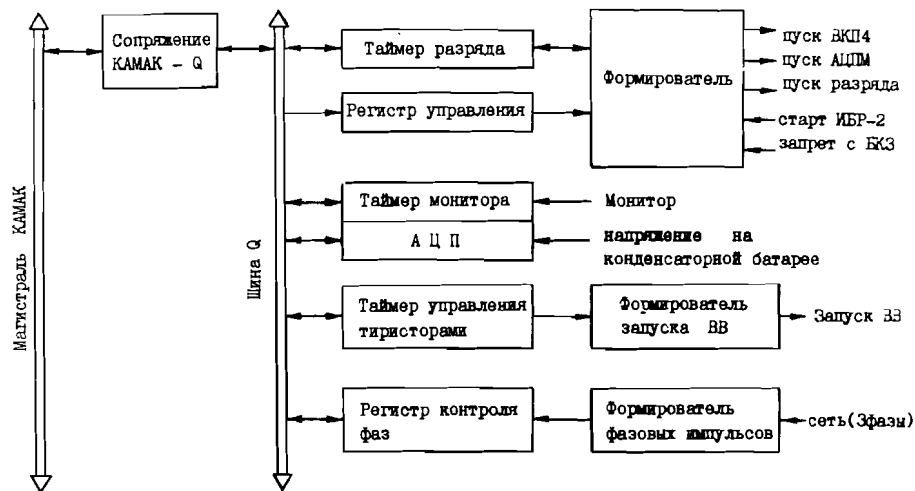 Магистраль КАМАК
Сопряжение
КАМАК - Q
Шина Q
Таймер разряда
Регистр управления
Формирователь
пуск ВКП4
пуск АЦПМ
пуск разряда
старт ИБР-2
запрет с БКЗ
Таймер монитора
Монитор
А Ц П
напряжение на
конденсаторной батарее
Таймер управления
тиристорами
Формирователь
запуска ВВ
Запуск ВВ
Регистр контроля
фаз
Формирователь
фазовых импульсов
сеть(3фазы)